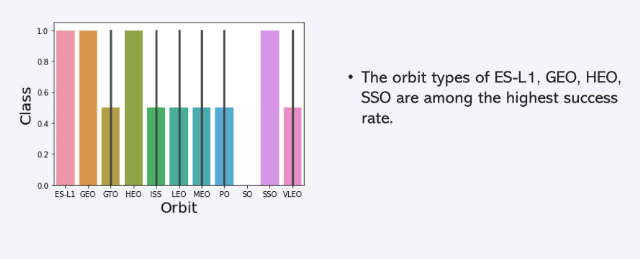 1.0
0.8
0.6
0.4
0.2
0.0
Class
ES-L1 GEO GTO HEO ISS LEO MEO PO SO SSO VLEO
Orbit
• The orbit types of ES-L1, GEO, HEO,
SSO are among the highest success
rate.